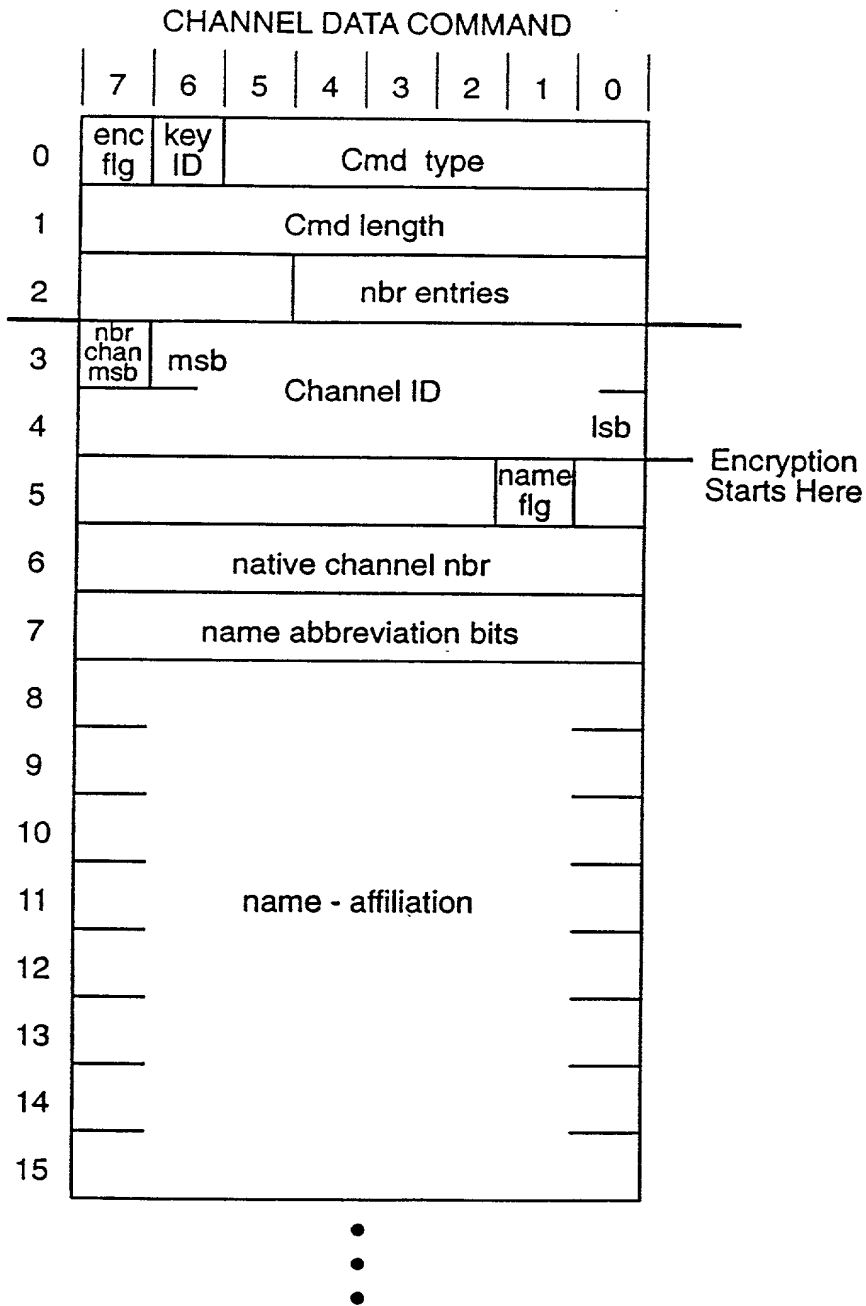 CHANNEL DATA COMMAND
7 6 5 4 3 2 1 0
0 enc flg key ID Cmd type
1 Cmd length
2 nbr entries
3 nbr chan msb msb
Channel ID
4 lsb
Encryption
Starts Here
5 name flg
6 native channel nbr
7 name abbreviation bits
8
9
10
11 name - affiliation
12
13
14
15